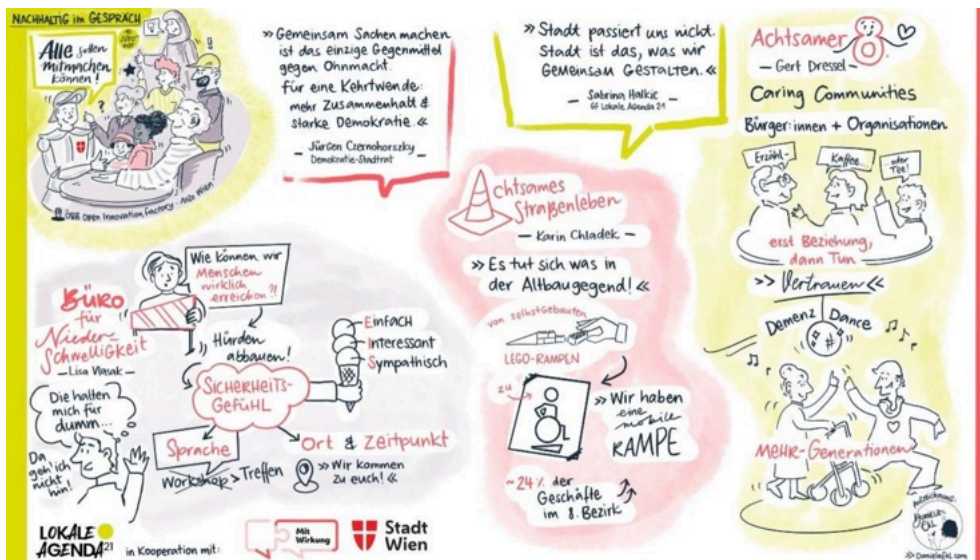 NACHHALTIG im GESPRÄCH
Alle sollen
mitmachen
können!
?
ÖBB Open Innovation Factory
» Gemeinsam Sachen machen
ist das einzige Gegenmittel
gegen Ohnmacht.
Für eine Kehrtwende:
mehr Zusammenhalt &
starke Demokratie. «
— Jürgen Czernohorszky —
Demokratie-Stadtrat
» Stadt passiert uns nicht.
Stadt ist das, was wir
GEMEINSAM GESTALTEN. «
— Sabrina Halkic —
GF Lokale Agenda 21
Achtsamer 8
— Gert Dressel —
Caring Communities
Bürger:innen + Organisationen
Erzähl-
Kaffee...
...oder
Tee!
erst Beziehung,
dann Tun
» Vertrauen «
Demenz Dance
MEHR-Generationen
Aufzeichnung:
» DanielaEkl.com
Achtsames
Straßenleben
— Karin Chladek —
» Es tut sich was in
der Altbaugegend! «
von selbstgebauten
LEGO-RAMPEN
zu
» Wir haben
eine
mobile
RAMPE
~ 24% der
Geschäfte
im 8. Bezirk
BÜRO
für
Nieder-
Schwelligkeit
— Lisa Vlasak —
Wie können wir
Menschen
wirklich
erreichen?!
Hürden
abbauen!
SICHERHEITS-
GEFÜHL
EinFach
Interessant
Sympathisch
Sprache
Workshop > Treffen
Ort & Zeitpunkt
» Wir kommen
zu euch! «
Die halten
mich für
dumm...
Da
geh' ich
nicht
hin!
LOKALE
AGENDA 21
in Kooperation mit:
Mit
Wirkung
Stadt
Wien